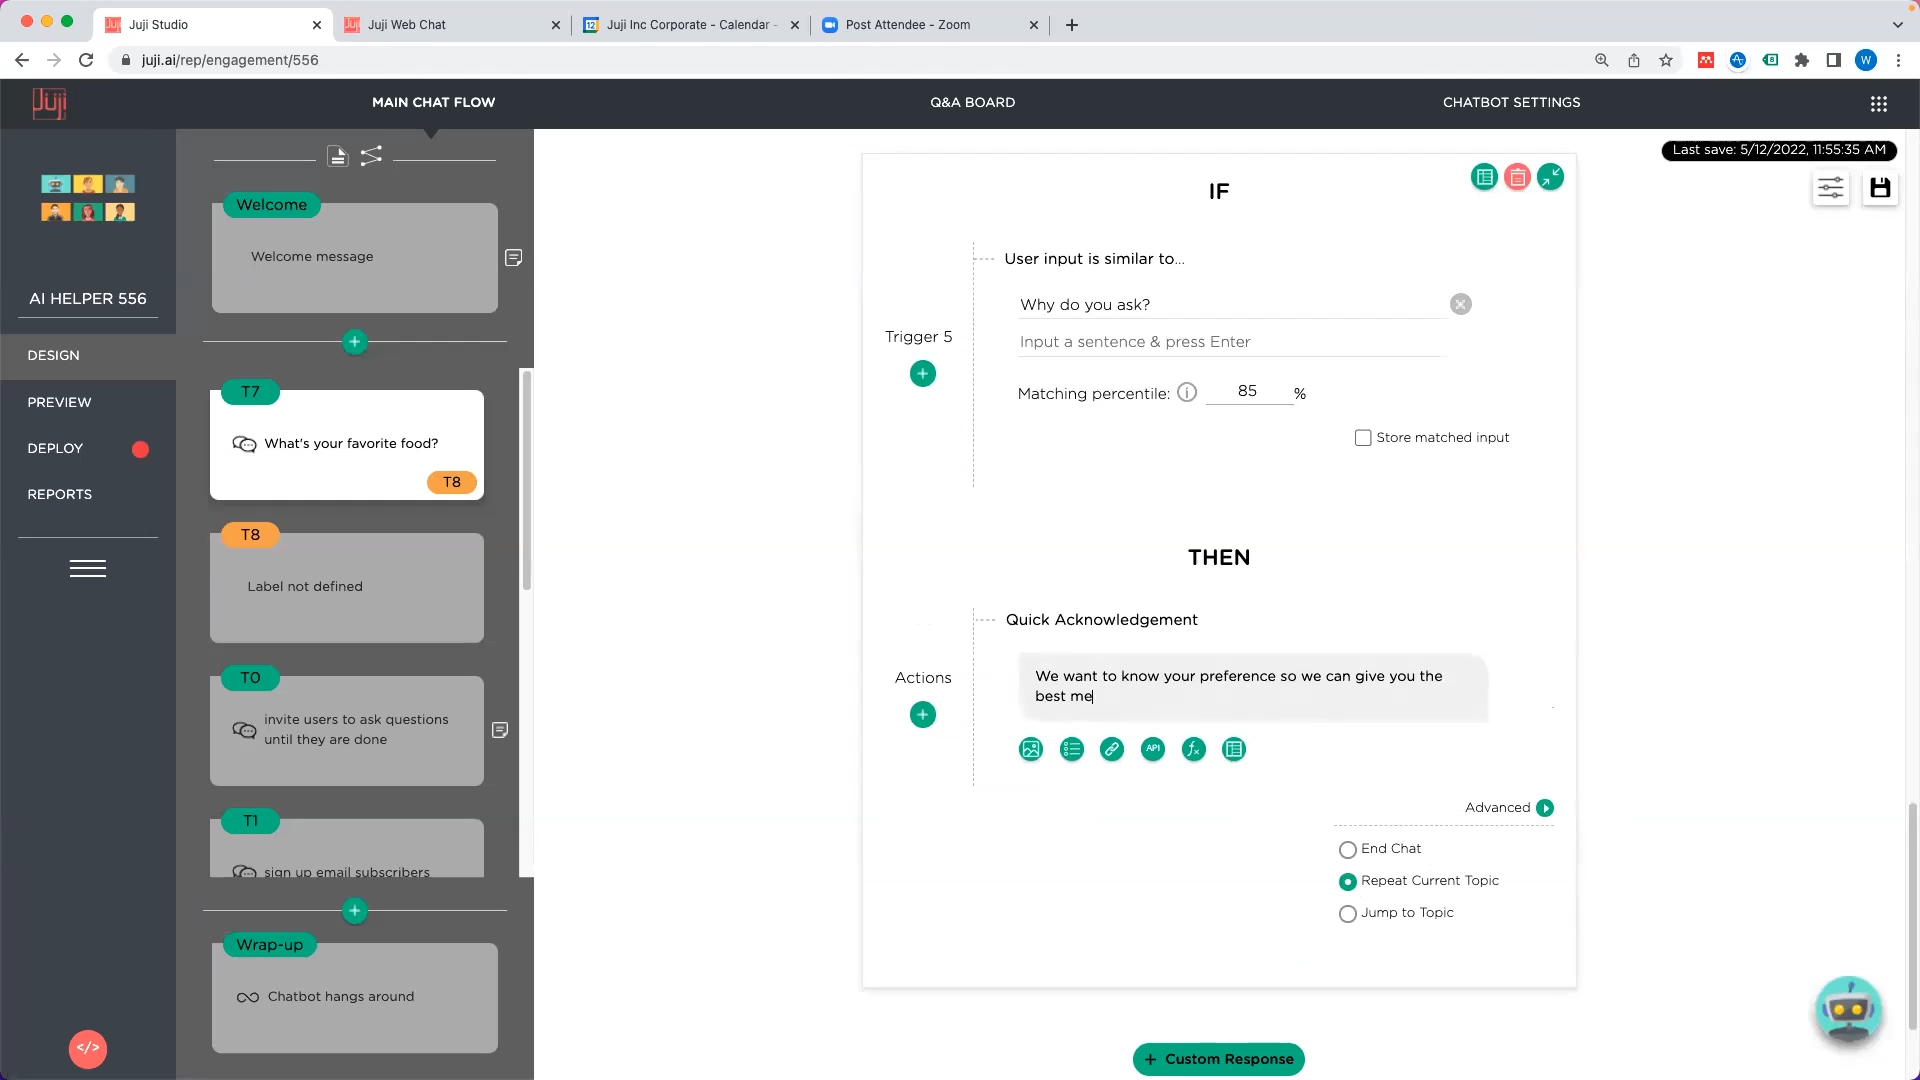 Juji Studio
Juji Web Chat
12
Juji Inc Corporate - Calendar -
Post Attendee - Zoom
juji.ai/rep/engagement/556
W
Juji
MAIN CHAT FLOW
Q&A BOARD
CHATBOT SETTINGS
Last save: 5/12/2022, 11:55:35 AM
AI HELPER 556
DESIGN
PREVIEW
DEPLOY
REPORTS
</>
Welcome
Welcome message
T7
What's your favorite food?
T8
T8
Label not defined
T0
invite users to ask questions
until they are done
T1
sign up email subscribers
Wrap-up
Chatbot hangs around
IF
User input is similar to...
Why do you ask?
Trigger 5
Input a sentence & press Enter
Matching percentile: i 85 %
Store matched input
THEN
Quick Acknowledgement
Actions
We want to know your preference so we can give you the
best me
API
fx
Advanced
End Chat
Repeat Current Topic
Jump to Topic
+ Custom Response